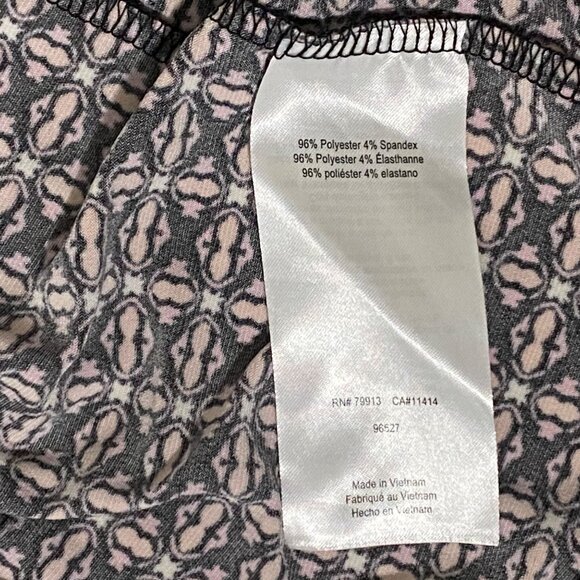 96% Polyester 4% Spandex
96% Polyester 4% Élasthanne
96% poliéster 4% elastano
RN# 79913 CA#11414
96527
Made in Vietnam
Fabriqué au Vietnam
Hecho en Vietnam